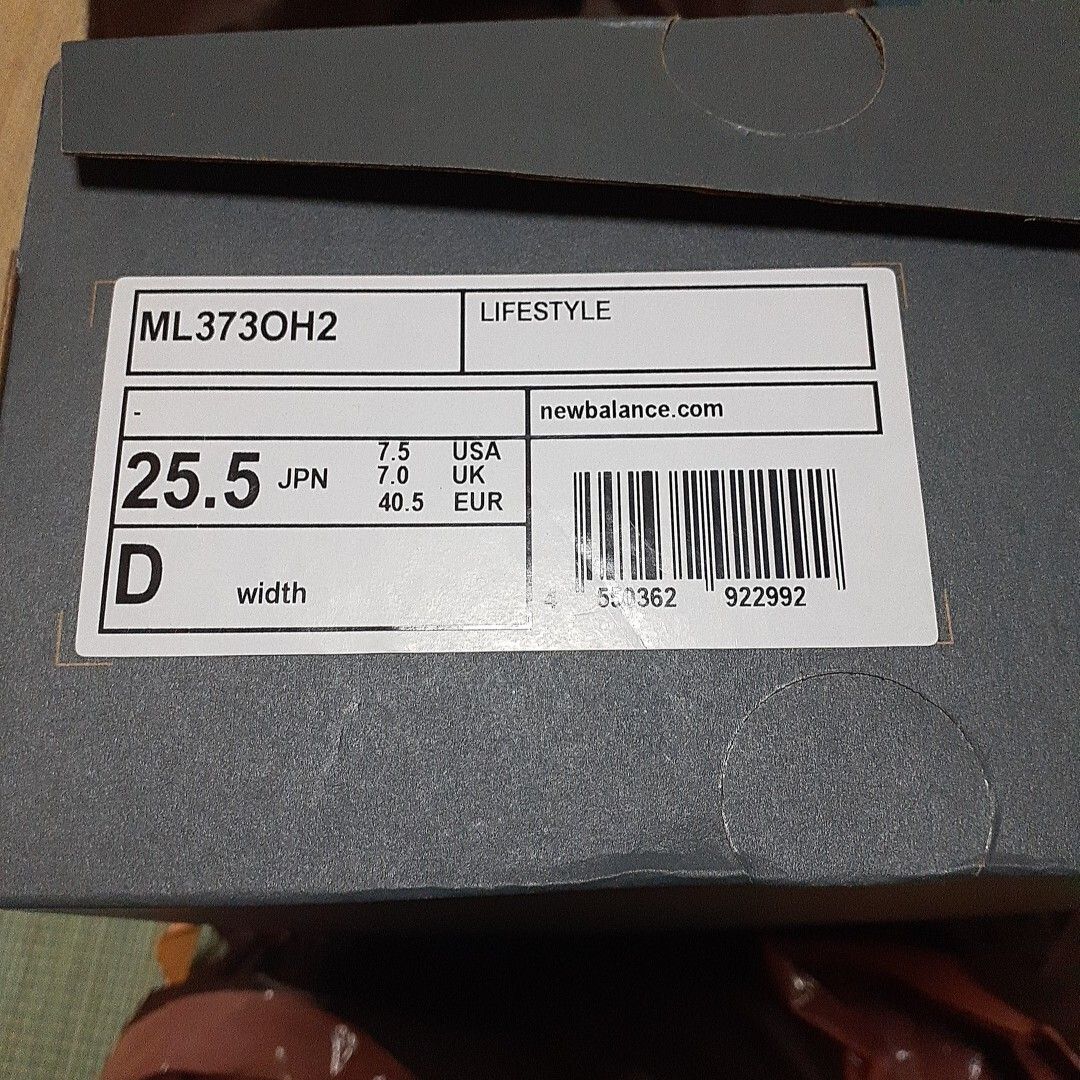 ML373OH2
LIFESTYLE
-
newbalance.com
25.5 JPN
7.5 USA
7.0 UK
40.5 EUR
D width
4 550362 922992